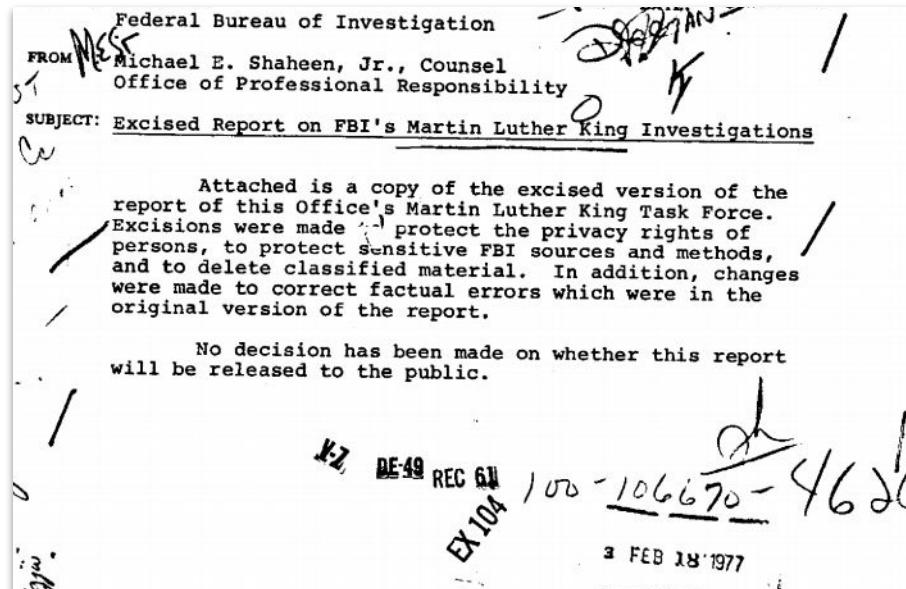 Federal Bureau of Investigation
FROM Michael E. Shaheen, Jr., Counsel
Office of Professional Responsibility
SUBJECT: Excised Report on FBI's Martin Luther King Investigations
Attached is a copy of the excised version of the
report of this Office's Martin Luther King Task Force.
Excisions were made protect the privacy rights of
persons, to protect sensitive FBI sources and methods,
and to delete classified material. In addition, changes
were made to correct factual errors which were in the
original version of the report.
No decision has been made on whether this report
will be released to the public.
DE-49 REC 61
EX 104
100-106670-
3 FEB 18 1977